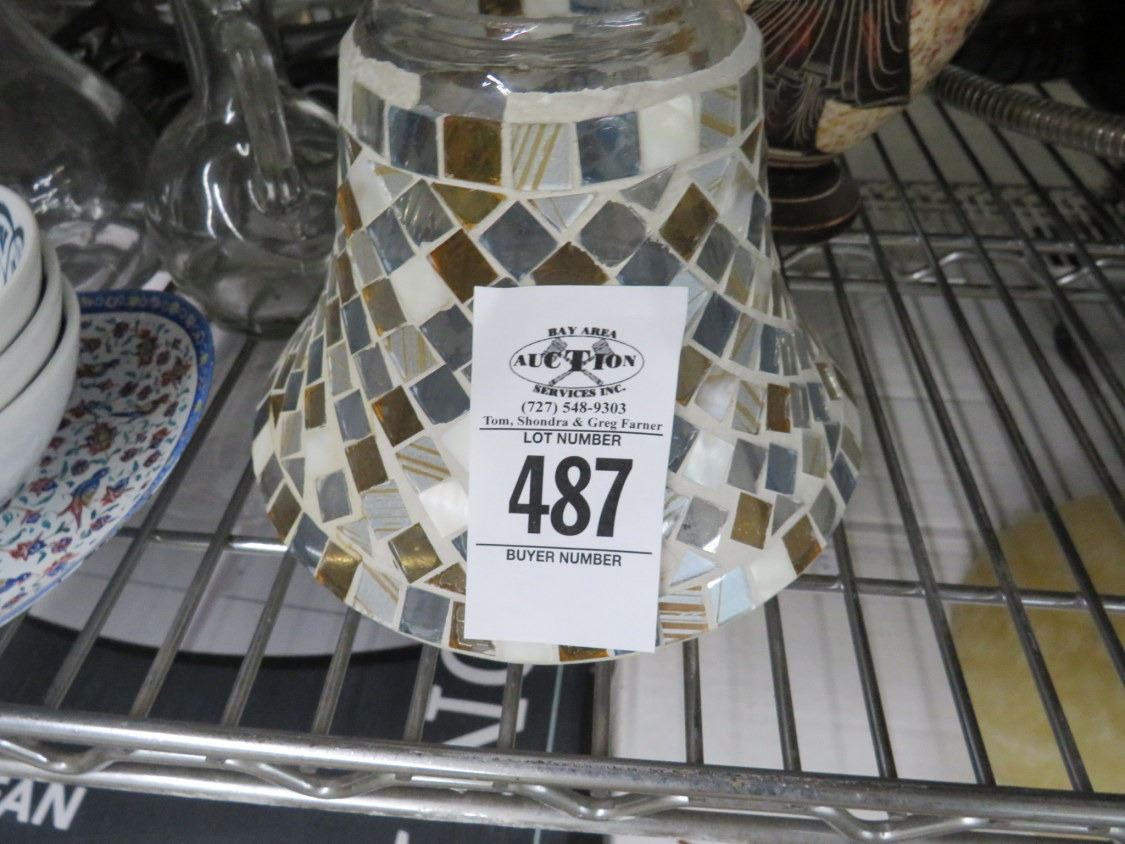 BAY AREA
AUCTION
SERVICES INC.
(727) 548-9303
Tom, Shondra & Greg Farner
LOT NUMBER
487
BUYER NUMBER